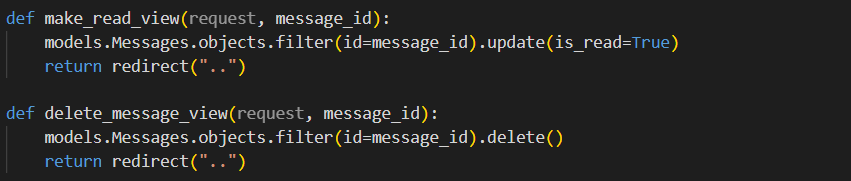 def make_read_view(request, message_id):
    models.Messages.objects.filter(id=message_id).update(is_read=True)
    return redirect("..")

def delete_message_view(request, message_id):
    models.Messages.objects.filter(id=message_id).delete()
    return redirect("..")